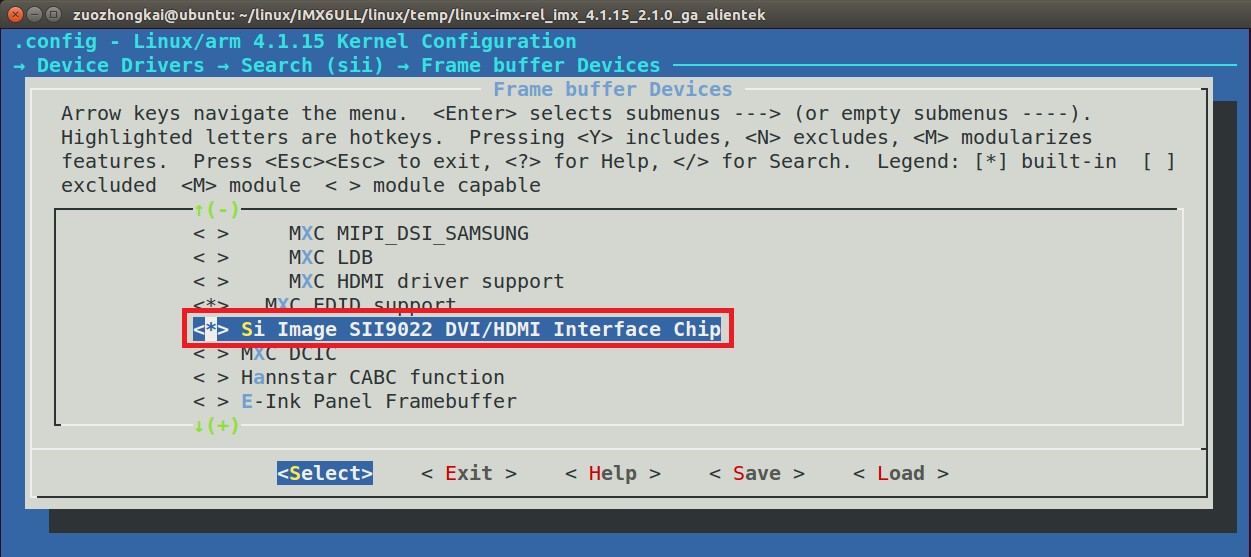 zuozhongkai@ubuntu: ~/linux/IMX6ULL/linux/temp/linux-imx-rel_imx_4.1.15_2.1.0_ga_alientek
.config - Linux/arm 4.1.15 Kernel Configuration
→ Device Drivers → Search (sii) → Frame buffer Devices
Frame buffer Devices
Arrow keys navigate the menu.  <Enter> selects submenus ---> (or empty submenus ----).
Highlighted letters are hotkeys.  Pressing <Y> includes, <N> excludes, <M> modularizes
features.  Press <Esc><Esc> to exit, <?> for Help, </> for Search.  Legend: [*] built-in  [ ]
excluded  <M> module  < > module capable
↑(-)
< >     MXC MIPI_DSI_SAMSUNG
< >     MXC LDB
< >     MXC HDMI driver support
<*>   MXC EDID support
<*> Si Image SII9022 DVI/HDMI Interface Chip
< > MXC DCIC
< > Hannstar CABC function
< > E-Ink Panel Framebuffer
↓(+)
<Select>    < Exit >    < Help >    < Save >    < Load >